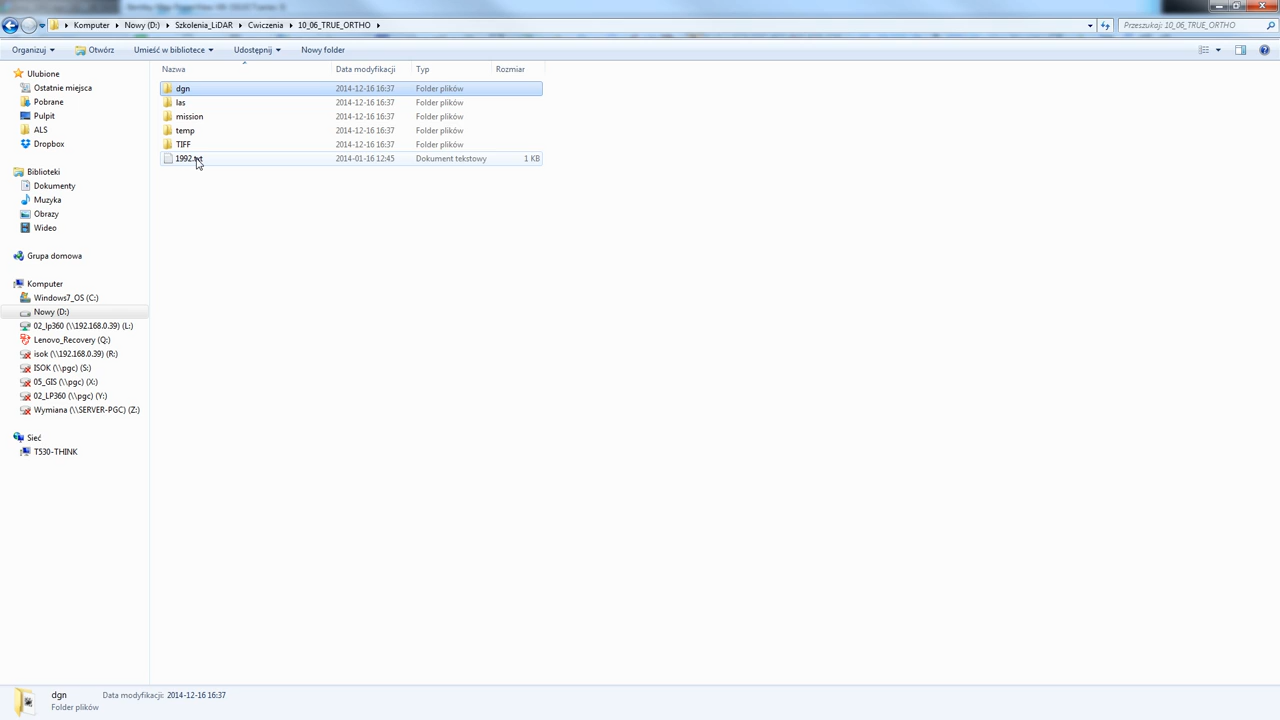 Komputer Nowy (D:) Szkolenia_LiDAR Cwiczenia 10_06_TRUE_ORTHO Przeszukaj: 10_06_TRUE_ORTHO
Organizuj Otwórz Umieść w bibliotece Udostępnij Nowy folder
Nazwa Data modyfikacji Typ Rozmiar
dgn 2014-12-16 16:37 Folder plików
las 2014-12-16 16:37 Folder plików
mission 2014-12-16 16:37 Folder plików
temp 2014-12-16 16:37 Folder plików
TIFF 2014-12-16 16:37 Folder plików
1992.txt 2014-01-16 12:45 Dokument tekstowy 1 KB
Ulubione
Ostatnie miejsca
Pobrane
Pulpit
ALS
Dropbox
Biblioteki
Dokumenty
Muzyka
Obrazy
Wideo
Grupa domowa
Komputer
Windows7_OS (C:)
Nowy (D:)
02_lp360 (\\192.168.0.39) (L:)
Lenovo_Recovery (Q:)
isok (\\192.168.0.39) (R:)
ISOK (\\pgc) (S:)
05_GIS (\\pgc) (X:)
02_LP360 (\\pgc) (Y:)
Wymiana (\\SERVER-PGC) (Z:)
Sieć
T530-THINK
dgn Data modyfikacji: 2014-12-16 16:37
Folder plików